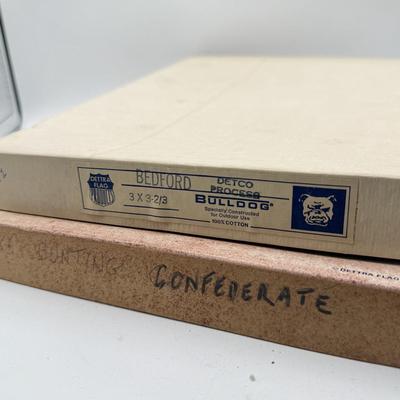 DETTRA
FLAG
BEDFORD
3 X 3-2/3
DETCO
PROCESS
BULLDOG®
Specially Constructed
for Outdoor Use
100% COTTON
BUNTING CONFEDERATE
©DETTRA FLAG